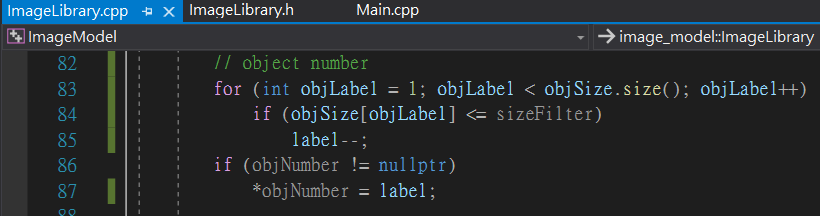 ImageLibrary.cpp ImageLibrary.h Main.cpp
ImageModel image_model::ImageLibrary
82 // object number
83 for (int objLabel = 1; objLabel < objSize.size(); objLabel++)
84 if (objSize[objLabel] <= sizeFilter)
85 label--;
86 if (objNumber != nullptr)
87 *objNumber = label;
88